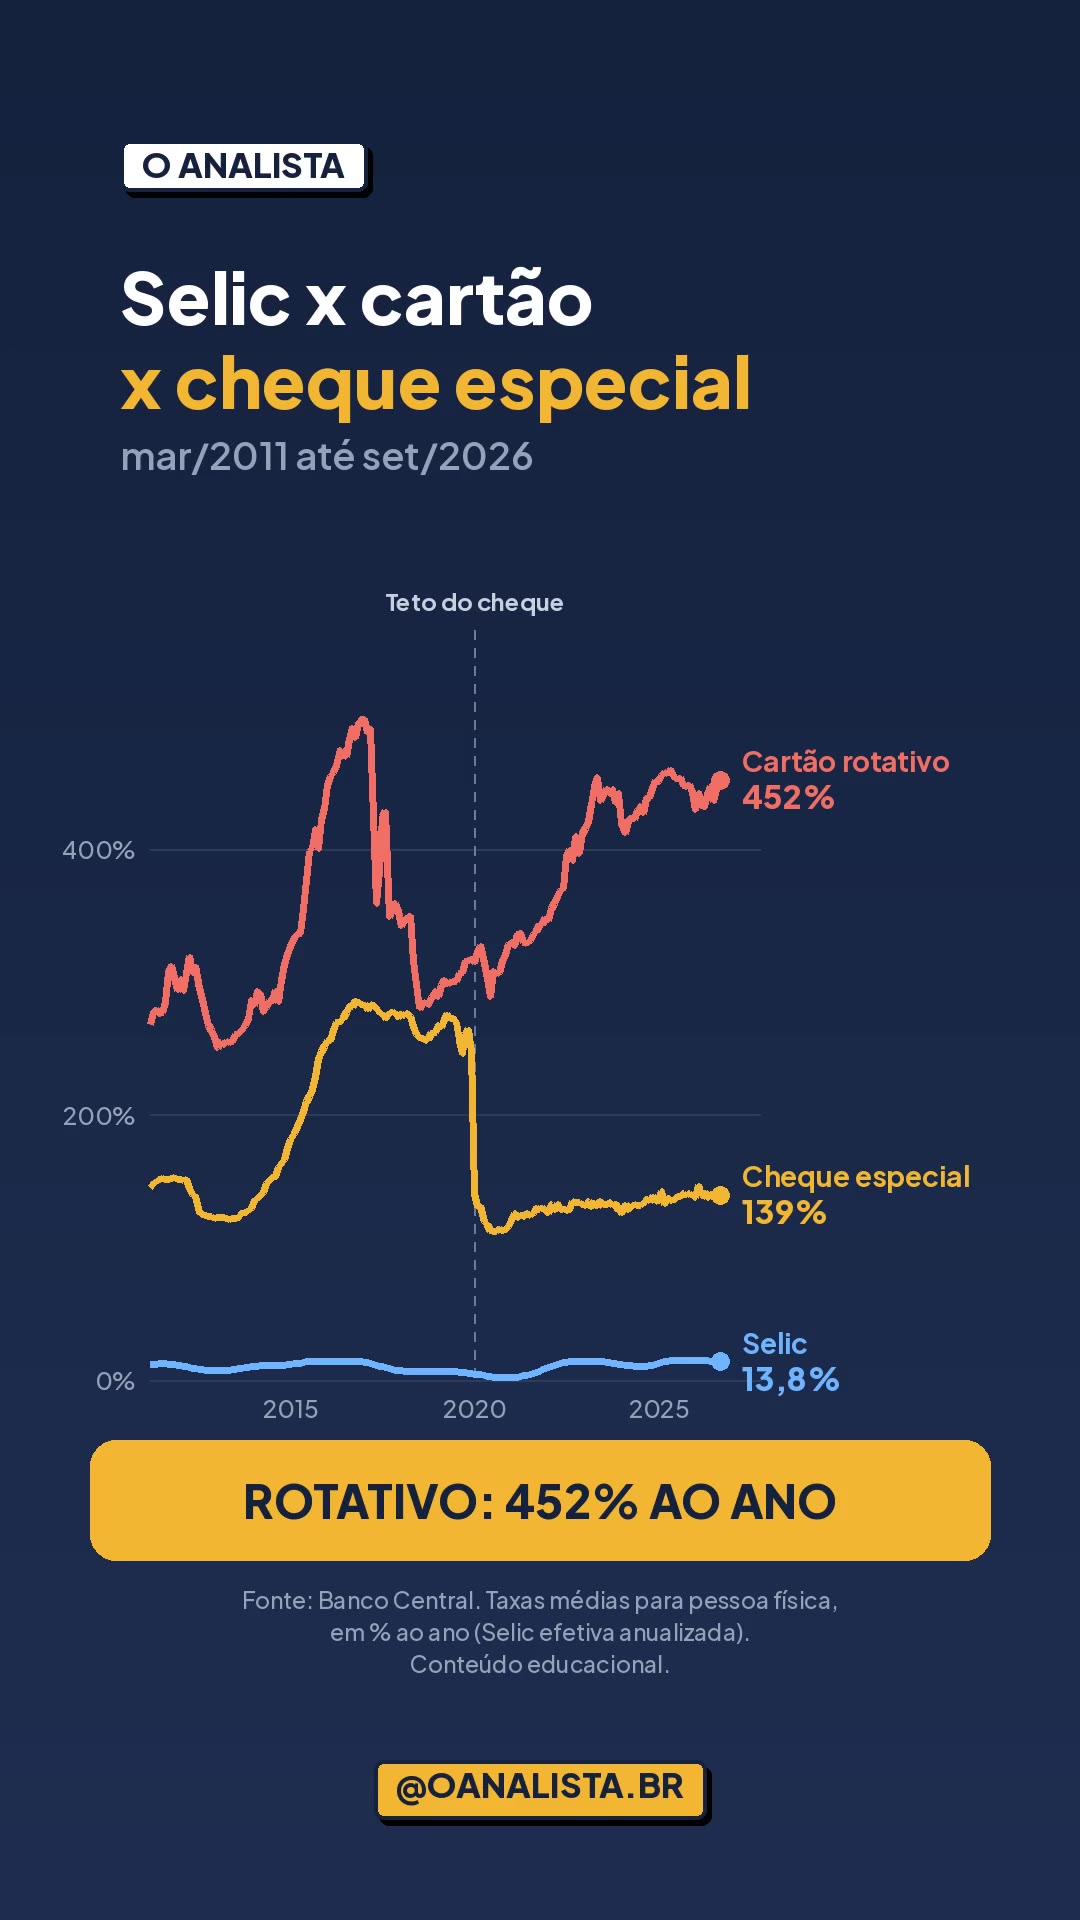 O ANALISTA
Selic x cartão
x cheque especial
mar/2011 até set/2026
Teto do cheque
Cartão rotativo
452%
400%
200%
Cheque especial
139%
Selic
13,8%
0%
2015 2020 2025
ROTATIVO: 452% AO ANO
Fonte: Banco Central. Taxas médias para pessoa física,
em % ao ano (Selic efetiva anualizada).
Conteúdo educacional.
@OANALISTA.BR